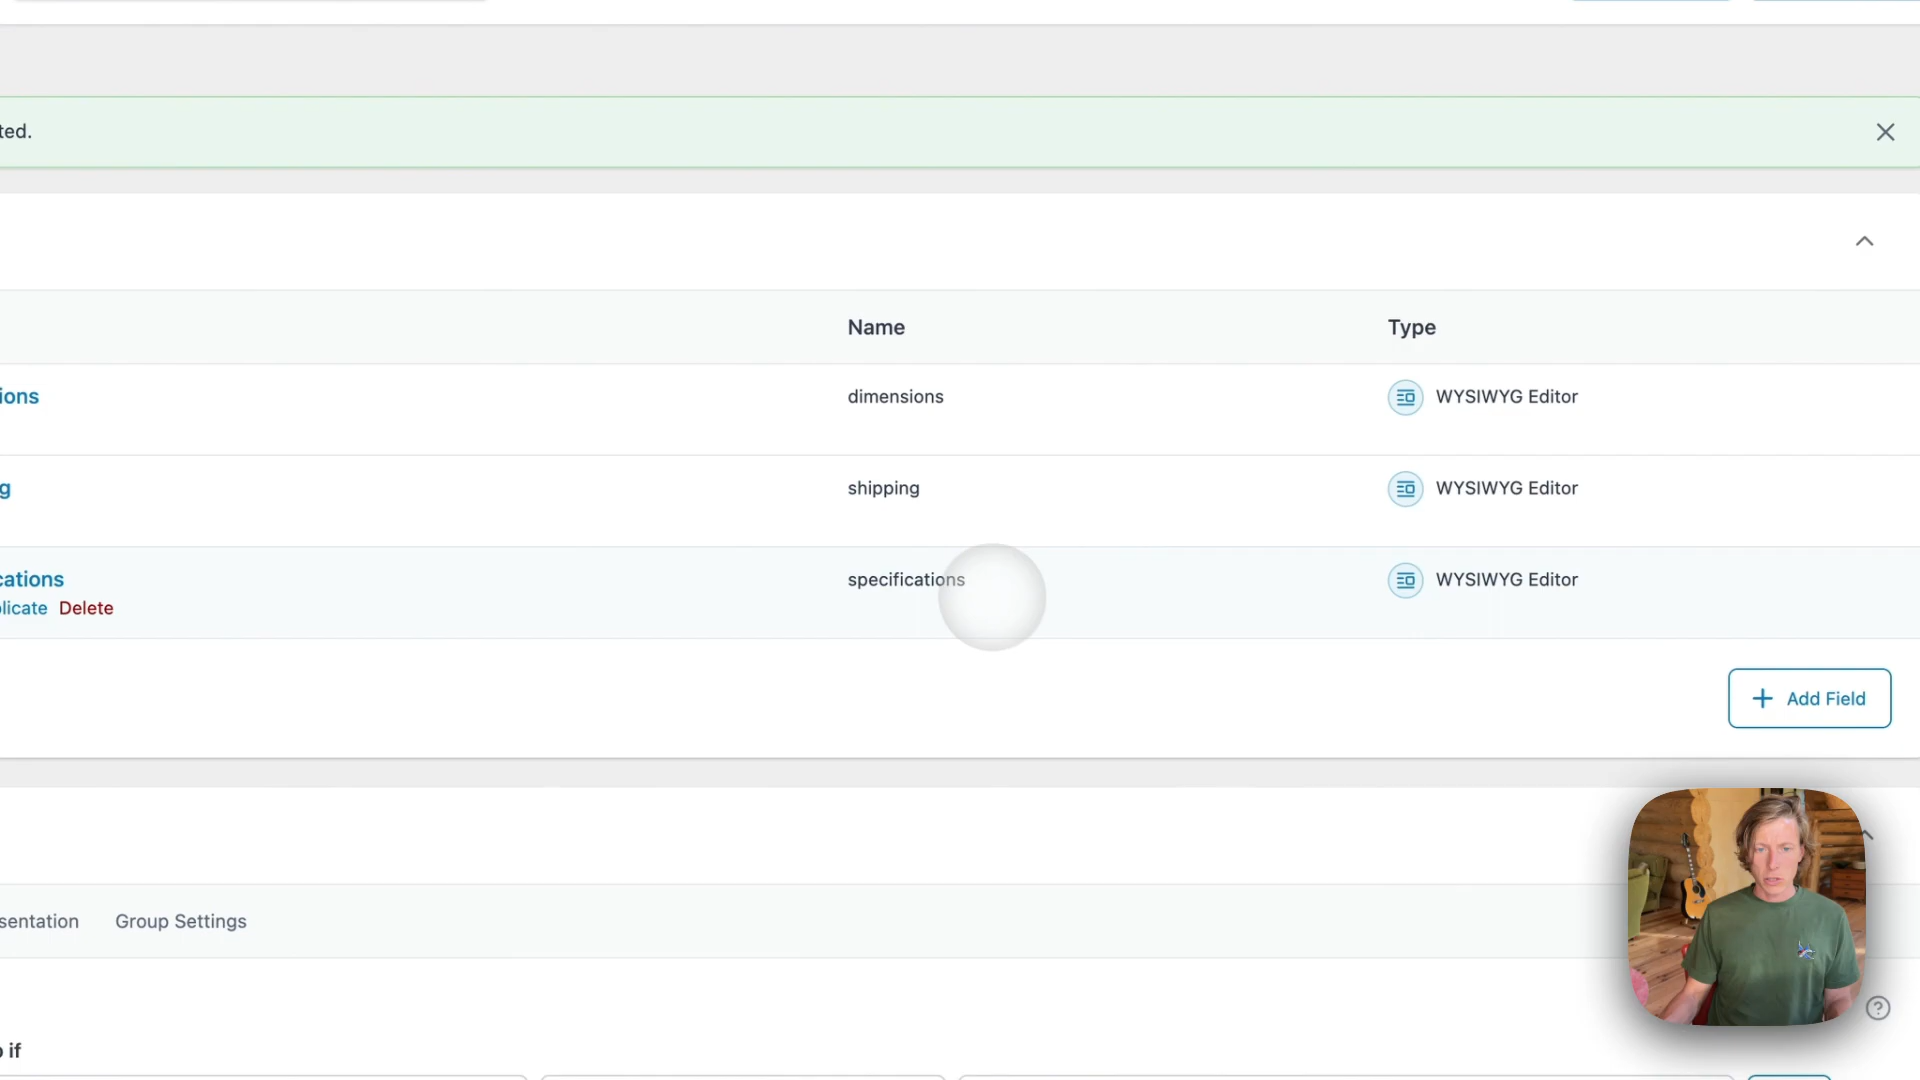 ted.
Name Type
ions dimensions WYSIWYG Editor
g shipping WYSIWYG Editor
cations specifications WYSIWYG Editor
plicate Delete
+ Add Field
sentation Group Settings
?
o if